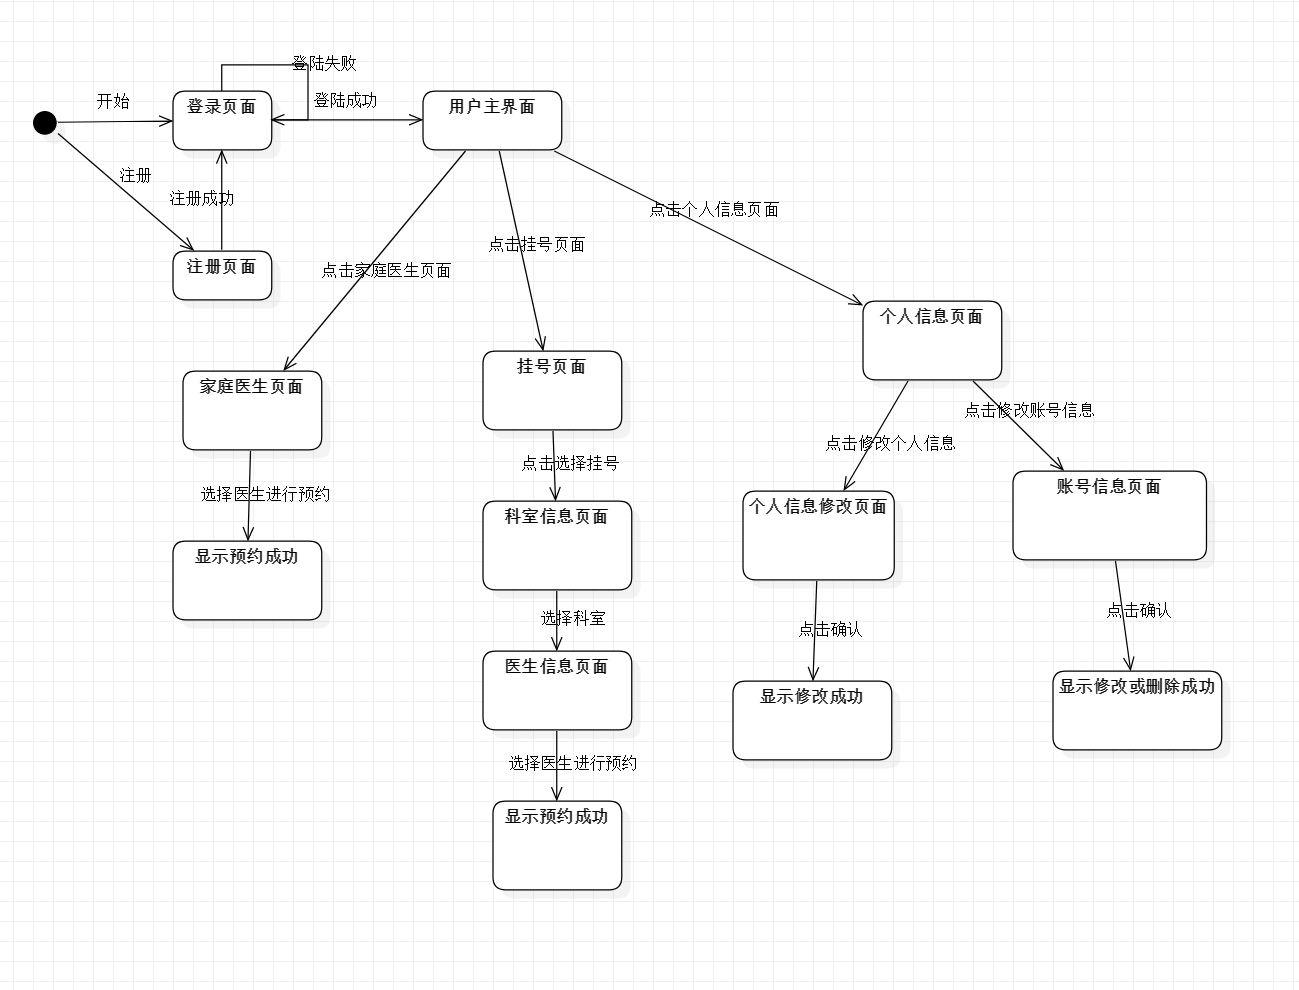 登陆失败
开始
登录页面
登陆成功
用户主界面
注册
注册成功
点击个人信息页面
点击挂号页面
注册页面
点击家庭医生页面
个人信息页面
挂号页面
家庭医生页面
点击修改账号信息
点击修改个人信息
点击选择挂号
账号信息页面
选择医生进行预约
个人信息修改页面
科室信息页面
显示预约成功
点击确认
选择科室
点击确认
医生信息页面
显示修改或删除成功
显示修改成功
选择医生进行预约
显示预约成功